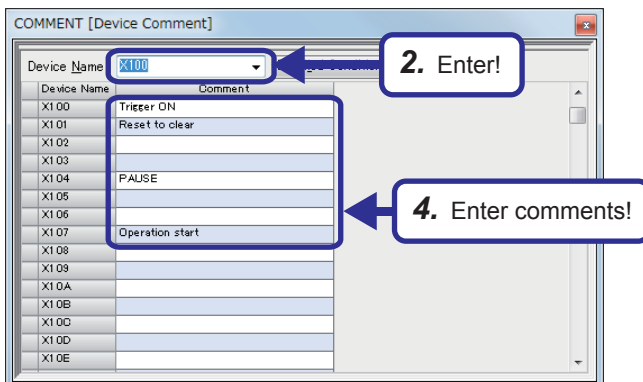 COMMENT [Device Comment]
Device Name X100
2. Enter!
Device Name Comment
X100 Trigger ON
X101 Reset to clear
X102
X103
X104 PAUSE
X105
X106
X107 Operation start
4. Enter comments!
X108
X109
X10A
X10B
X10C
X10D
X10E